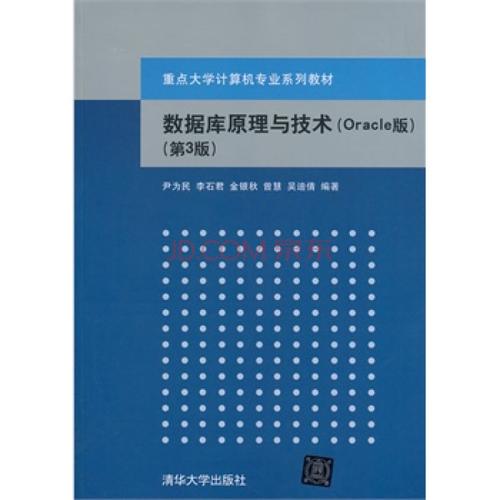 重点大学计算机专业系列教材
数据库原理与技术(Oracle版)
(第3版)
尹为民 李石君 金银秋 曾慧 吴迪倩 编著
JD.COM 京东
清华大学出版社